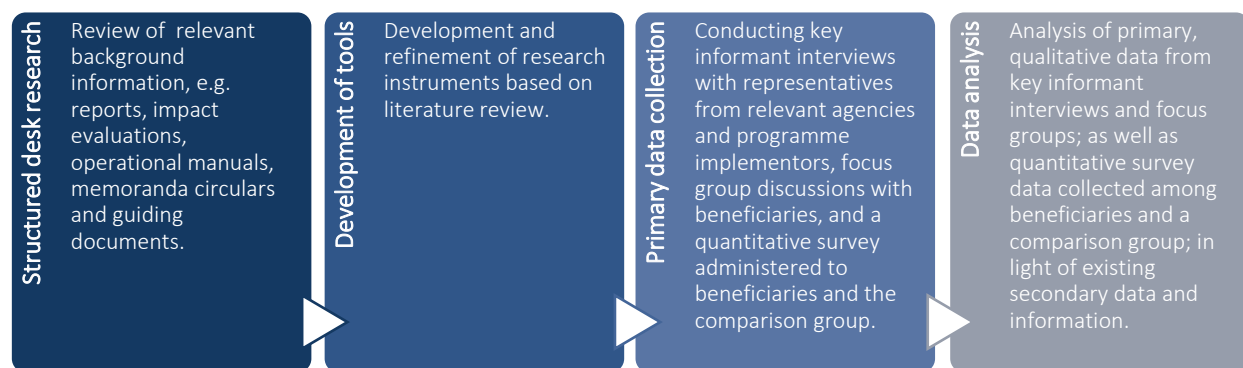 Structured desk research
Review of relevant
background
information, e.g.
reports, impact
evaluations,
operational manuals,
memoranda circulars
and guiding
documents.
Development of tools
Development and
refinement of research
instruments based on
literature review.
Primary data collection
Conducting key
informant interviews
with representatives
from relevant agencies
and programme
implementors, focus
group discussions with
beneficiaries, and a
quantitative survey
administered to
beneficiaries and the
comparison group.
Data analysis
Analysis of primary,
qualitative data from
key informant
interviews and focus
groups; as well as
quantitative survey
data collected among
beneficiaries and a
comparison group; in
light of existing
secondary data and
information.